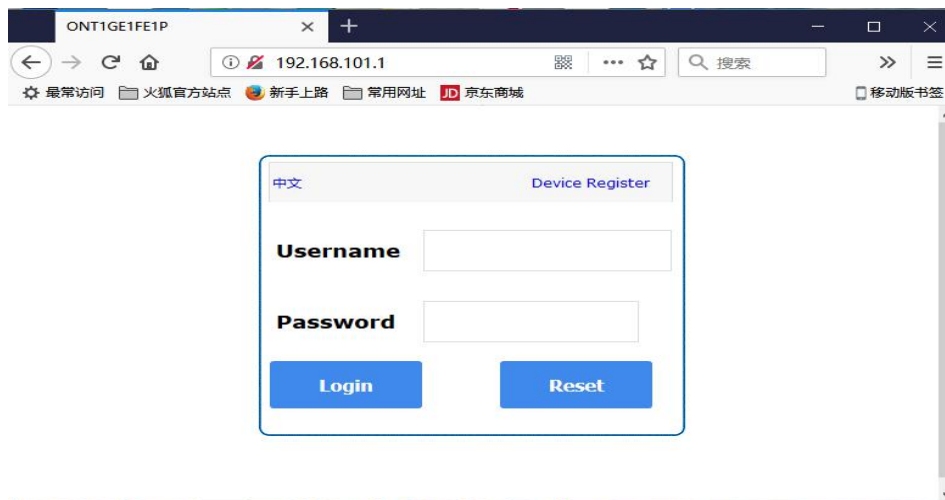 ONT1GE1FE1P
192.168.101.1
搜索
最常访问 火狐官方站点 新手上路 常用网址 JD 京东商城 移动版书签
中文 Device Register
Username
Password
Login Reset